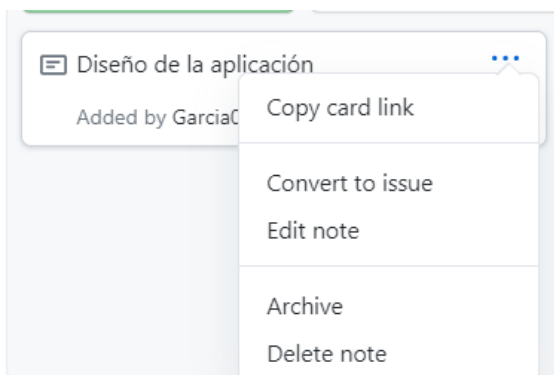 Diseño de la aplicación
Added by
Copy card link
Convert to issue
Edit note
Archive
Delete note